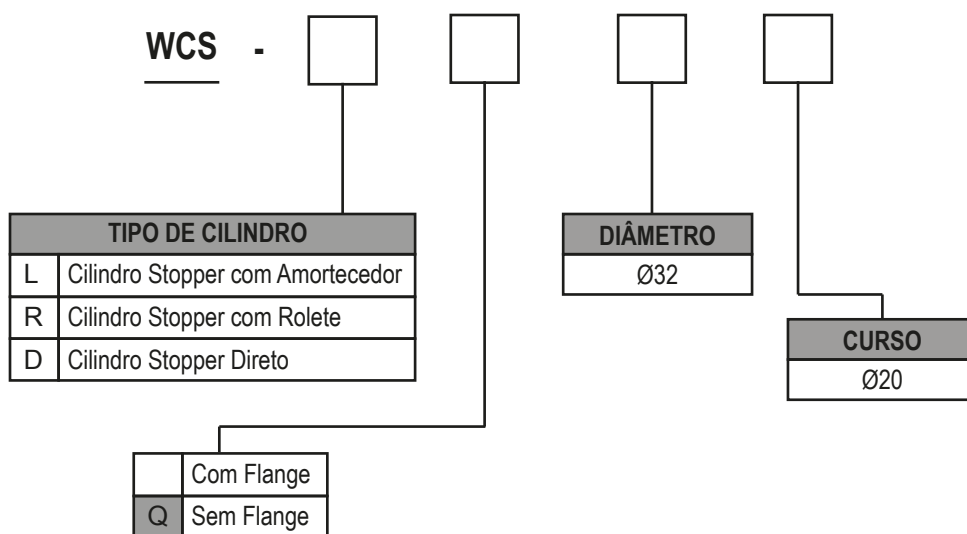 WCS -
TIPO DE CILINDRO
L Cilindro Stopper com Amortecedor
R Cilindro Stopper com Rolete
D Cilindro Stopper Direto
DIÂMETRO
Ø32
CURSO
Ø20
Com Flange
Q Sem Flange